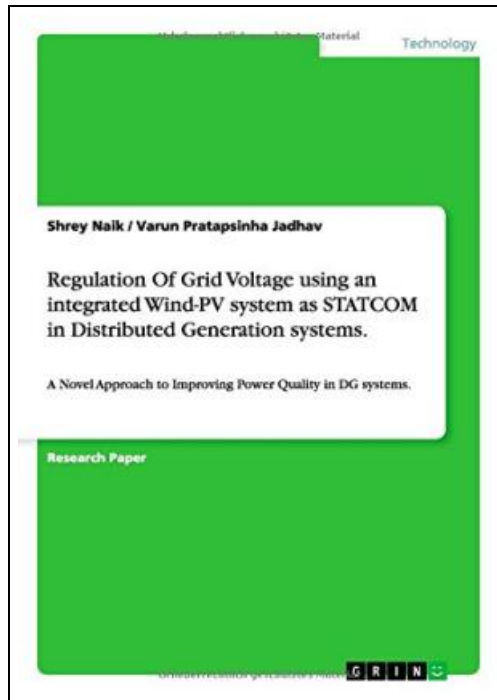 Material
Technology
Shrey Naik / Varun Pratapsinha Jadhav
Regulation Of Grid Voltage using an
integrated Wind-PV system as STATCOM
in Distributed Generation systems.
A Novel Approach to Improving Power Quality in DG systems.
Research Paper
GRIN